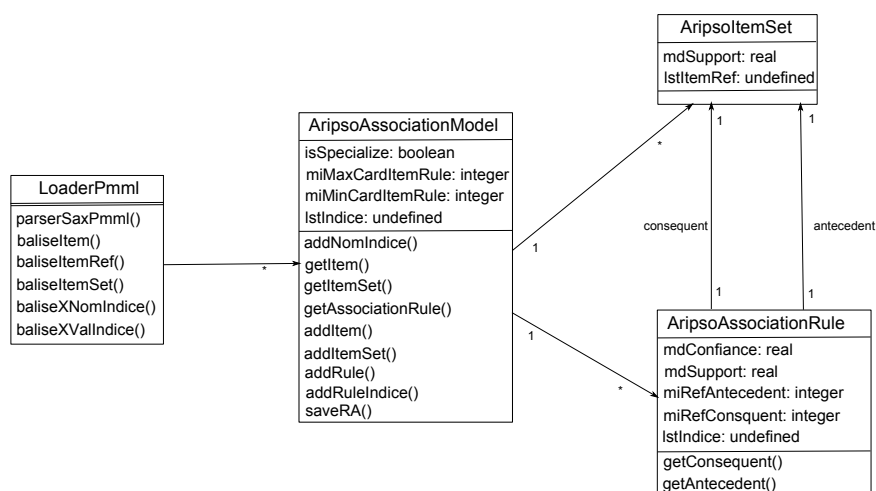 AripsoItemSet
mdSupport: real
lstItemRef: undefined
AripsoAssociationModel
isSpecialize: boolean
miMaxCardItemRule: integer
miMinCardItemRule: integer
lstIndice: undefined
addNomIndice()
getItem()
getItemSet()
getAssociationRule()
addItem()
addItemSet()
addRule()
addRuleIndice()
saveRA()
LoaderPmml
parserSaxPmml()
baliseItem()
baliseItemRef()
baliseItemSet()
baliseXNomIndice()
baliseXValIndice()
*
*
1
1
*
1
1
consequent
antecedent
1
1
AripsoAssociationRule
mdConfiance: real
mdSupport: real
miRefAntecedent: integer
miRefConsquent: integer
lstIndice: undefined
getConsequent()
getAntecedent()